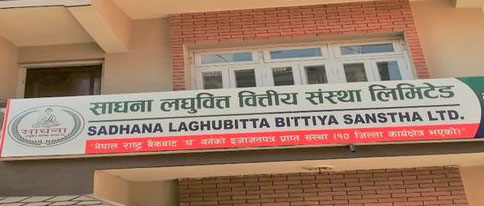 साधना
साधना लघुवित्त वित्तीय संस्था लिमिटेड
SADHANA LAGHUBITTA BITTIYA SANSTHA LTD.
"नेपाल राष्ट्र बैंकबाट 'घ' वर्गको इजाजतपत्र प्राप्त संस्था (१० जिल्ला कार्यक्षेत्र भएको)"